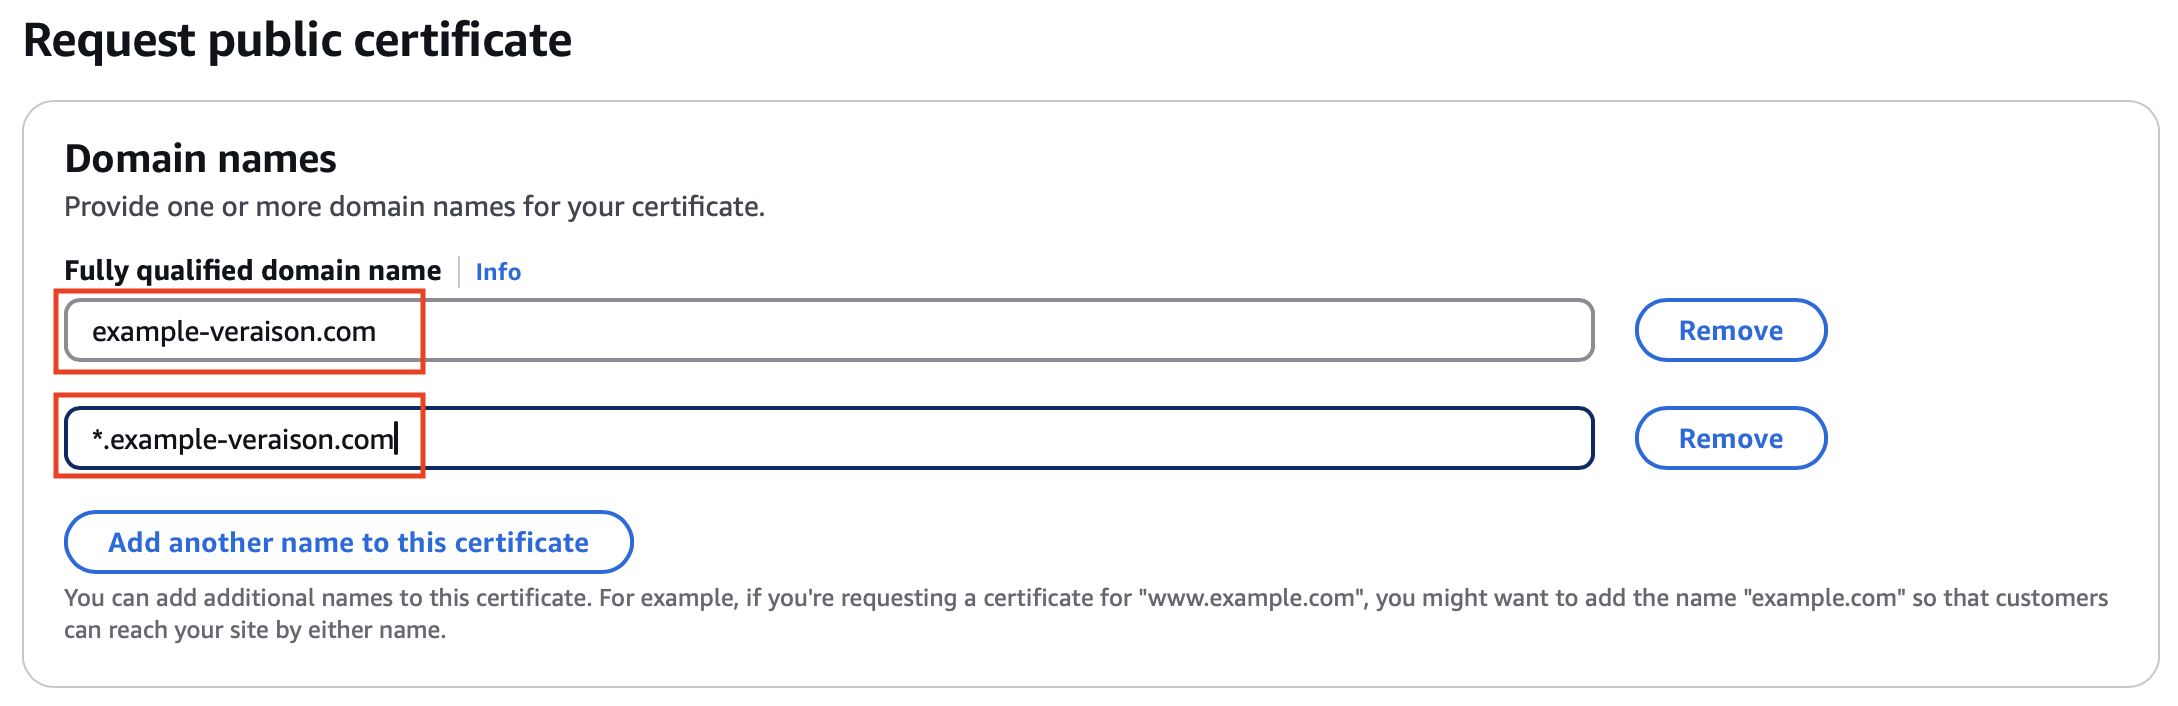 Request public certificate
Domain names
Provide one or more domain names for your certificate.
Fully qualified domain name Info
example-veraison.com Remove
*.example-veraison.com Remove
Add another name to this certificate
You can add additional names to this certificate. For example, if you're requesting a certificate for "www.example.com", you might want to add the name "example.com" so that customers
can reach your site by either name.